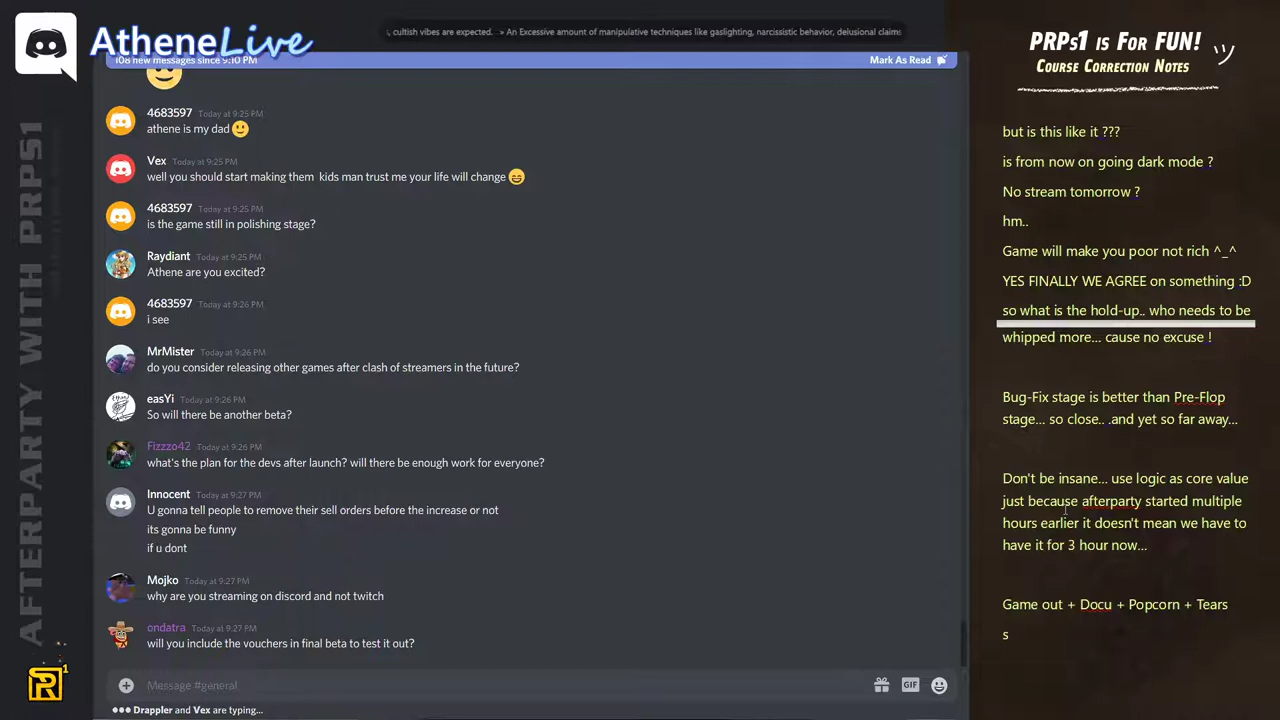 AtheneLive
, cultish vibes are expected.   > An Excessive amount of manipulative techniques like gaslighting, narcissistic behavior, delusional claims
108 new messages since 9:10 PM
Mark As Read
4683597 Today at 9:25 PM
athene is my dad 🙂
Vex Today at 9:25 PM
well you should start making them  kids man trust me your life will change 😄
4683597 Today at 9:25 PM
is the game still in polishing stage?
Raydiant Today at 9:25 PM
Athene are you excited?
4683597 Today at 9:26 PM
i see
MrMister Today at 9:26 PM
do you consider releasing other games after clash of streamers in the future?
easYi Today at 9:26 PM
So will there be another beta?
Fizzzo42 Today at 9:26 PM
what's the plan for the devs after launch? will there be enough work for everyone?
Innocent Today at 9:27 PM
U gonna tell people to remove their sell orders before the increase or not
its gonna be funny
if u dont
Mojko Today at 9:27 PM
why are you streaming on discord and not twitch
ondatra Today at 9:27 PM
will you include the vouchers in final beta to test it out?
Message #general
GIF
Drappler and Vex are typing...
AFTERPARTY WITH PRPS1
R1
PRPs1 is For FUN!
Course Correction Notes
but is this like it ???
is from now on going dark mode ?
No stream tomorrow ?
hm..
Game will make you poor not rich ^_^
YES FINALLY WE AGREE on something :D
so what is the hold-up.. who needs to be
whipped more... cause no excuse !
Bug-Fix stage is better than Pre-Flop
stage... so close.. .and yet so far away...
Don't be insane... use logic as core value
just because afterparty started multiple
hours earlier it doesn't mean we have to
have it for 3 hour now...
Game out + Docu + Popcorn + Tears
s